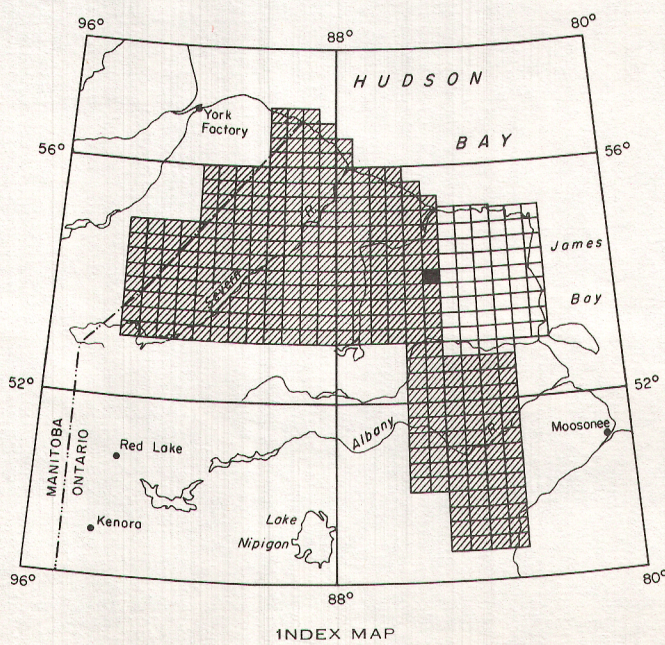 96° 88° 80°
HUDSON
BAY
York
Factory
56° 56°
Severn R.
James
Bay
52° 52°
Albany R.
Moosonee
MANITOBA
ONTARIO
Red Lake
Kenora
Lake
Nipigon
96° 88° 80°
INDEX MAP